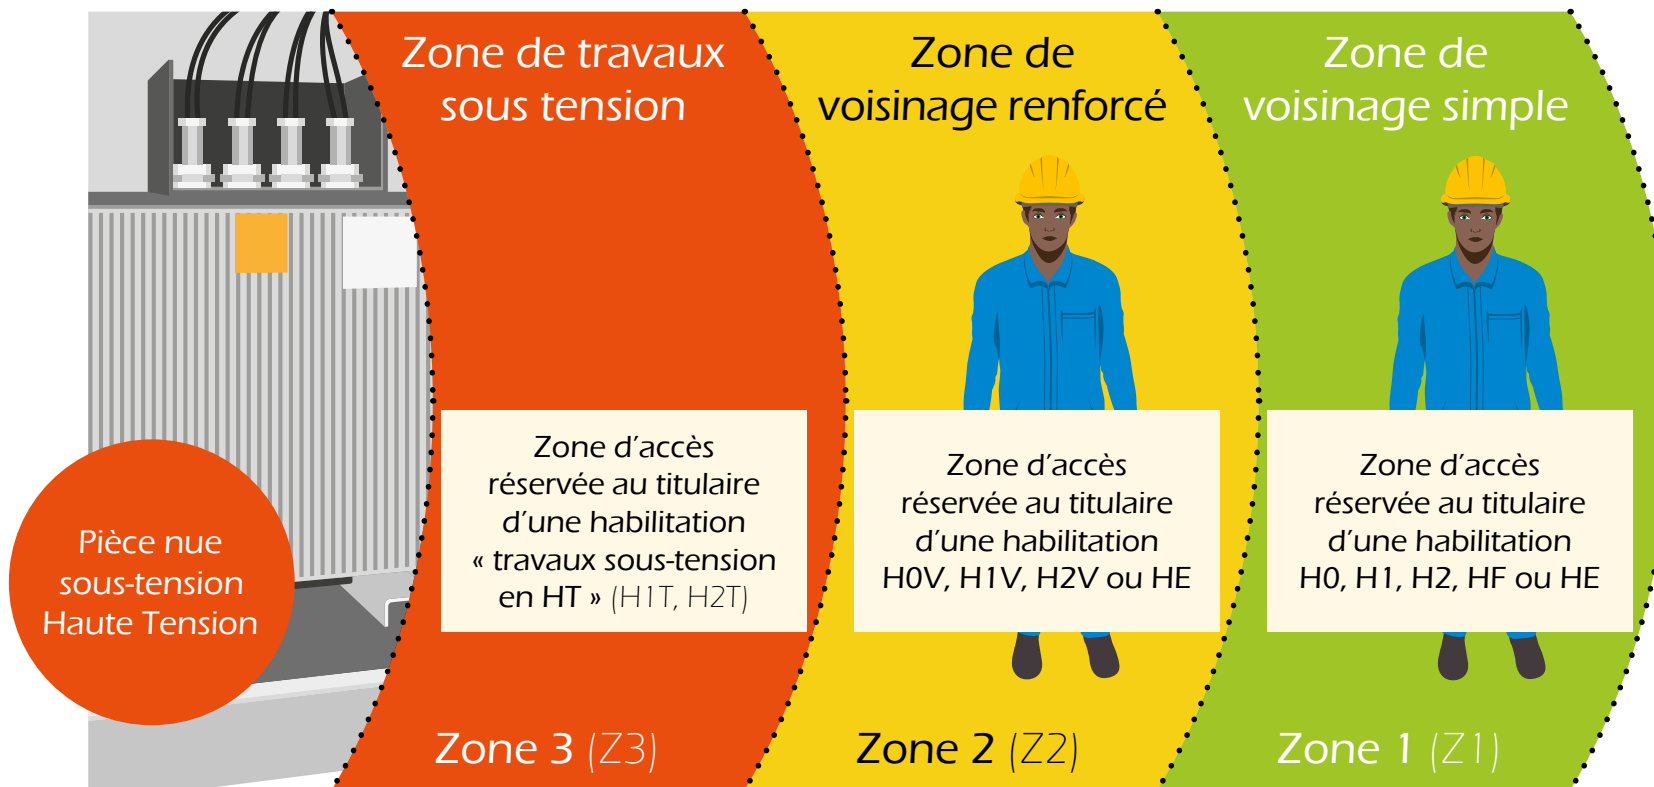 Zone de travaux
sous tension
Zone de
voisinage renforcé
Zone de
voisinage simple
Pièce nue
sous-tension
Haute Tension
Zone d’accès
réservée au titulaire
d’une habilitation
« travaux sous-tension
en HT » (H1T, H2T)
Zone d’accès
réservée au titulaire
d’une habilitation
H0V, H1V, H2V ou HE
Zone d’accès
réservée au titulaire
d’une habilitation
H0, H1, H2, HF ou HE
Zone 3 (Z3)
Zone 2 (Z2)
Zone 1 (Z1)